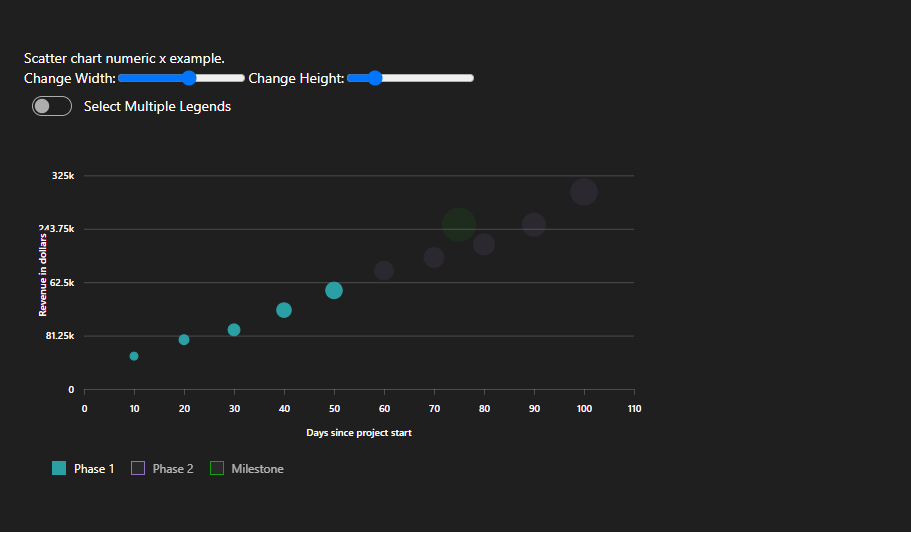 Scatter chart numeric x example.
Change Width: Change Height:
Select Multiple Legends
325k
243.75k
62.5k
81.25k
0
Revenue in dollars
0 10 20 30 40 50 60 70 80 90 100 110
Days since project start
Phase 1 Phase 2 Milestone